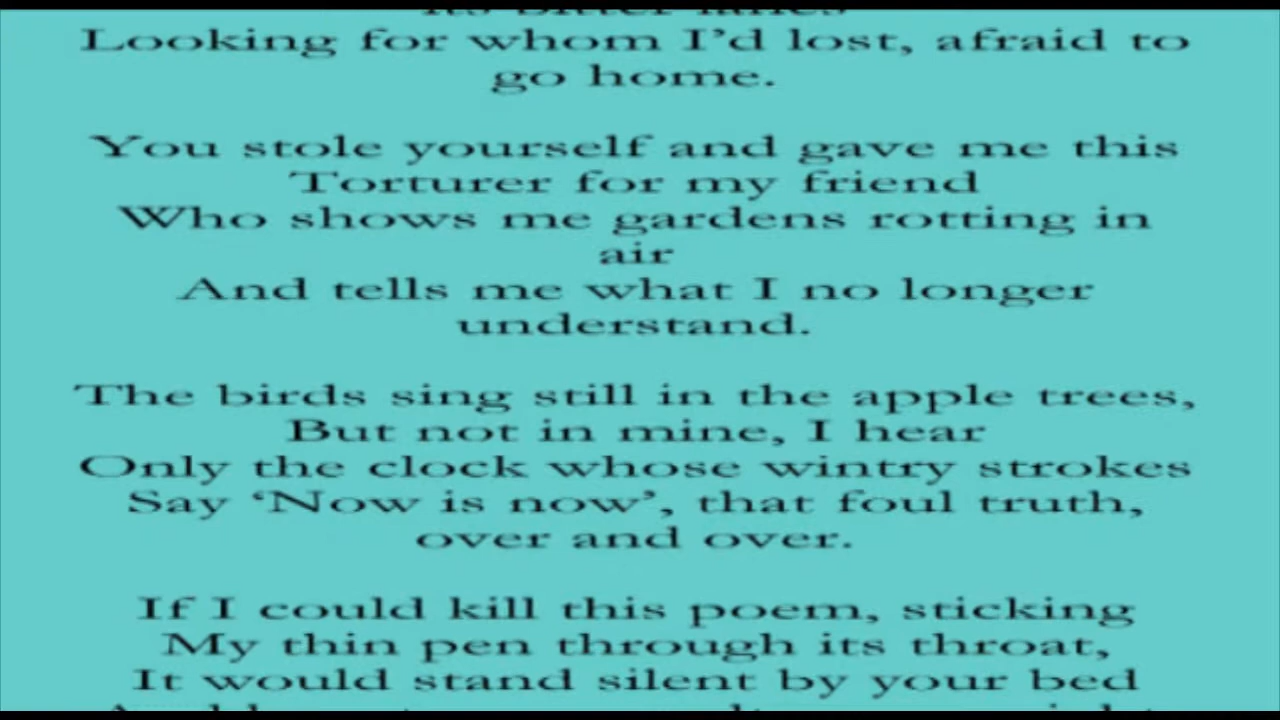 Looking for whom I’d lost, afraid to
go home.
You stole yourself and gave me this
Torturer for my friend
Who shows me gardens rotting in
air
And tells me what I no longer
understand.
The birds sing still in the apple trees,
But not in mine, I hear
Only the clock whose wintry strokes
Say ‘Now is now’, that foul truth,
over and over.
If I could kill this poem, sticking
My thin pen through its throat,
It would stand silent by your bed